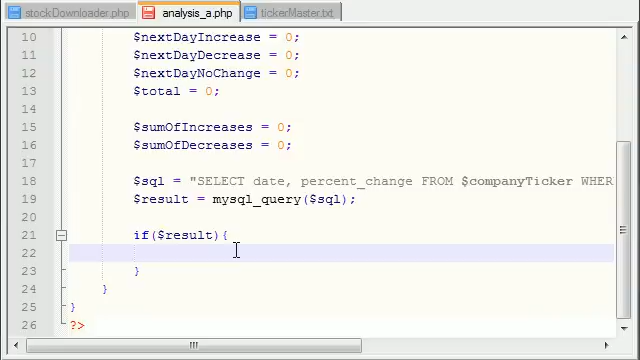 stockDownloader.php analysis_a.php tickerMaster.txt
10 $nextDayIncrease = 0;
11 $nextDayDecrease = 0;
12 $nextDayNoChange = 0;
13 $total = 0;
14
15 $sumOfIncreases = 0;
16 $sumOfDecreases = 0;
17
18 $sql = "SELECT date, percent_change FROM $companyTicker WHER
19 $result = mysql_query($sql);
20
21 if($result){
22
23 }
24 }
25 }
26 ?>